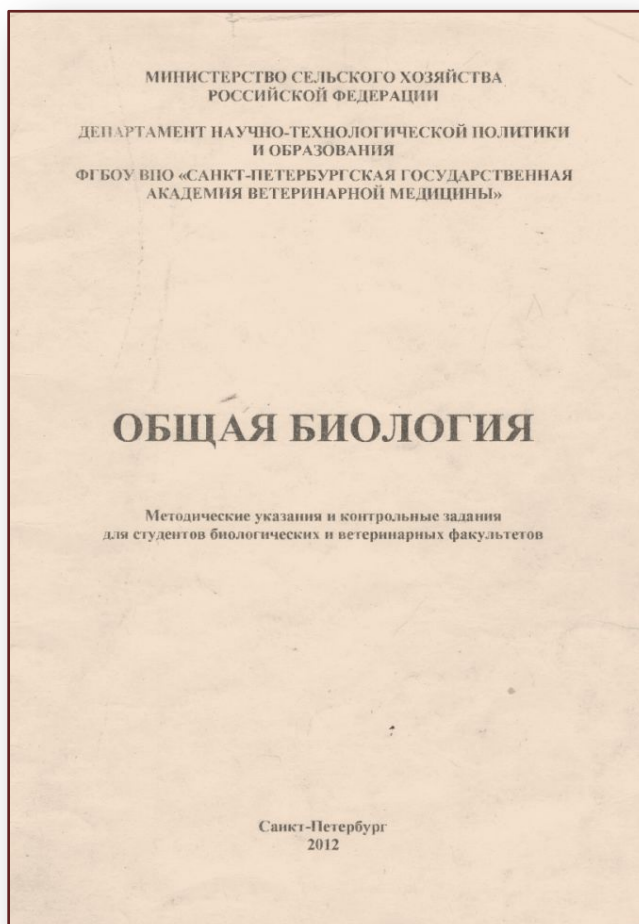 МИНИСТЕРСТВО СЕЛЬСКОГО ХОЗЯЙСТВА
РОССИЙСКОЙ ФЕДЕРАЦИИ
ДЕПАРТАМЕНТ НАУЧНО-ТЕХНОЛОГИЧЕСКОЙ ПОЛИТИКИ
И ОБРАЗОВАНИЯ
ФГБОУ ВПО «САНКТ-ПЕТЕРБУРГСКАЯ ГОСУДАРСТВЕННАЯ
АКАДЕМИЯ ВЕТЕРИНАРНОЙ МЕДИЦИНЫ»
ОБЩАЯ БИОЛОГИЯ
Методические указания и контрольные задания
для студентов биологических и ветеринарных факультетов
Санкт-Петербург
2012